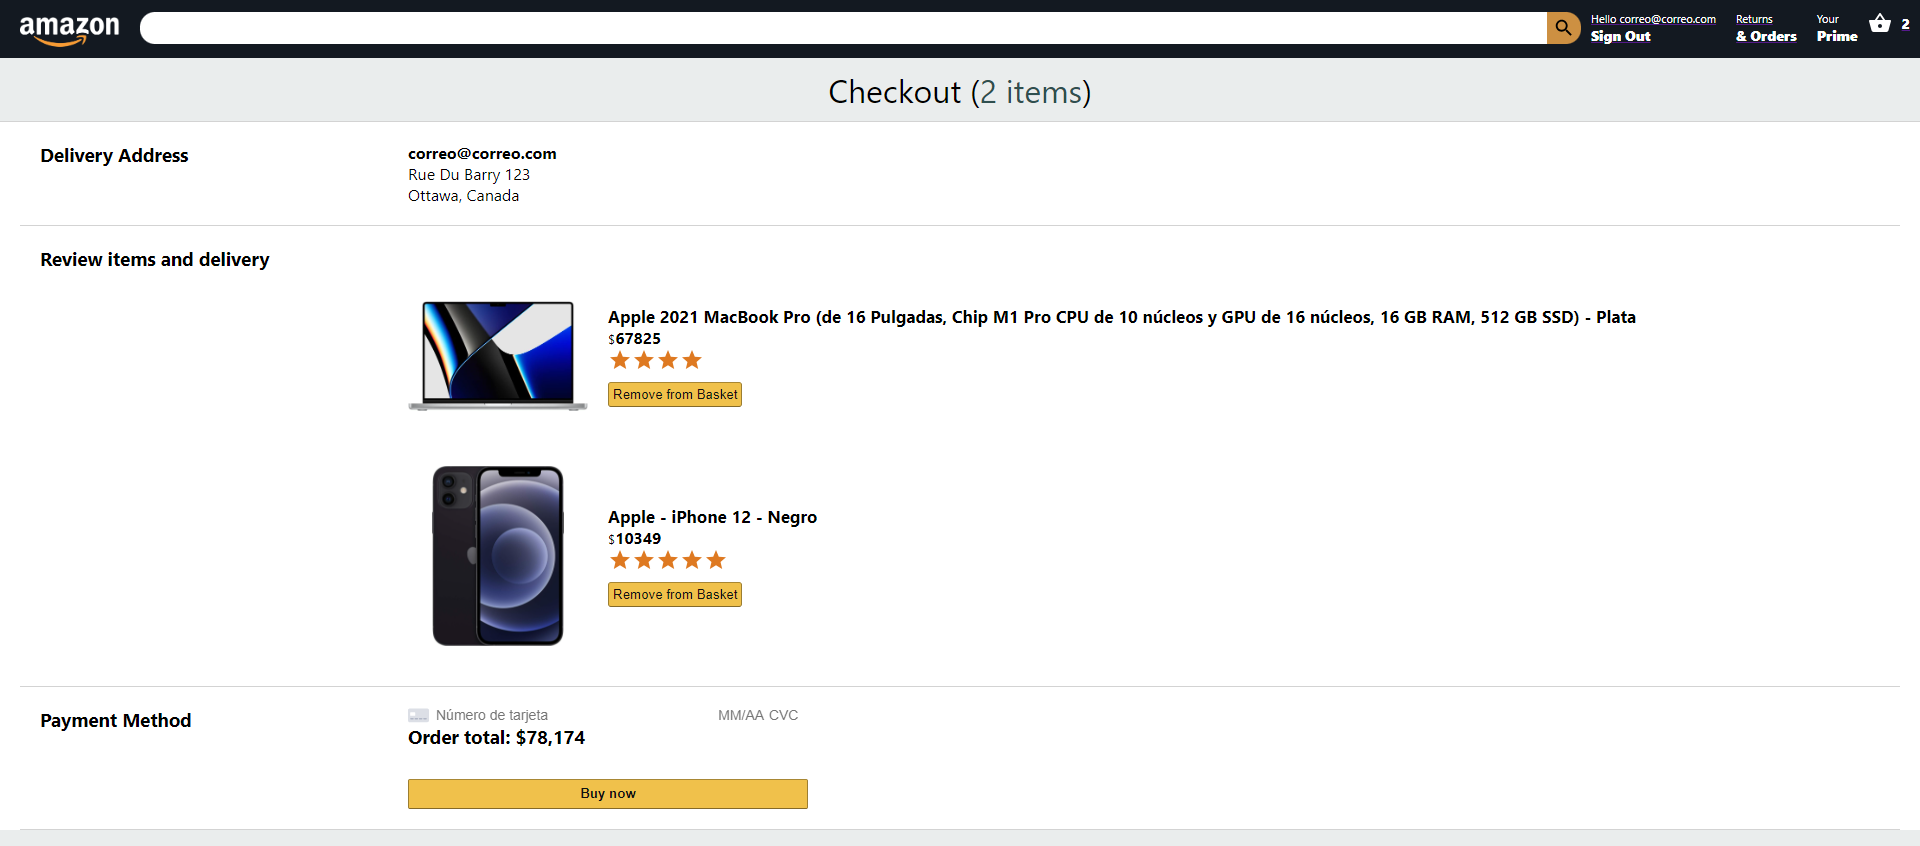 amazon
Hello correo@correo.com
Sign Out
Returns
& Orders
Your
Prime
2
Checkout (2 items)
Delivery Address
correo@correo.com
Rue Du Barry 123
Ottawa, Canada
Review items and delivery
Apple 2021 MacBook Pro (de 16 Pulgadas, Chip M1 Pro CPU de 10 núcleos y GPU de 16 núcleos, 16 GB RAM, 512 GB SSD) - Plata
$67825
Remove from Basket
Apple - iPhone 12 - Negro
$10349
Remove from Basket
Payment Method
Número de tarjeta MM/AA CVC
Order total: $78,174
Buy now